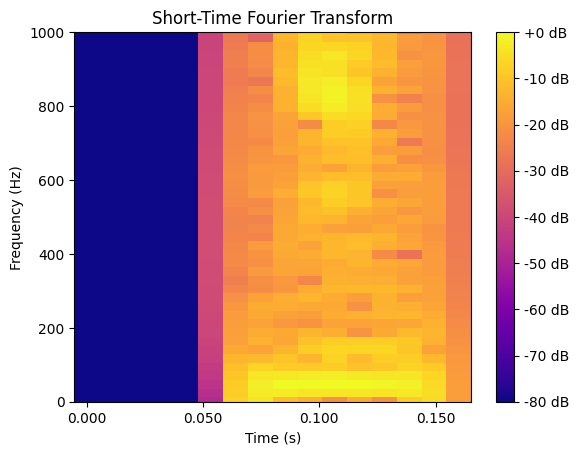 Short-Time Fourier Transform
1000
800
600
400
200
0
Frequency (Hz)
0.000
0.050
0.100
0.150
Time (s)
+0 dB
-10 dB
-20 dB
-30 dB
-40 dB
-50 dB
-60 dB
-70 dB
-80 dB